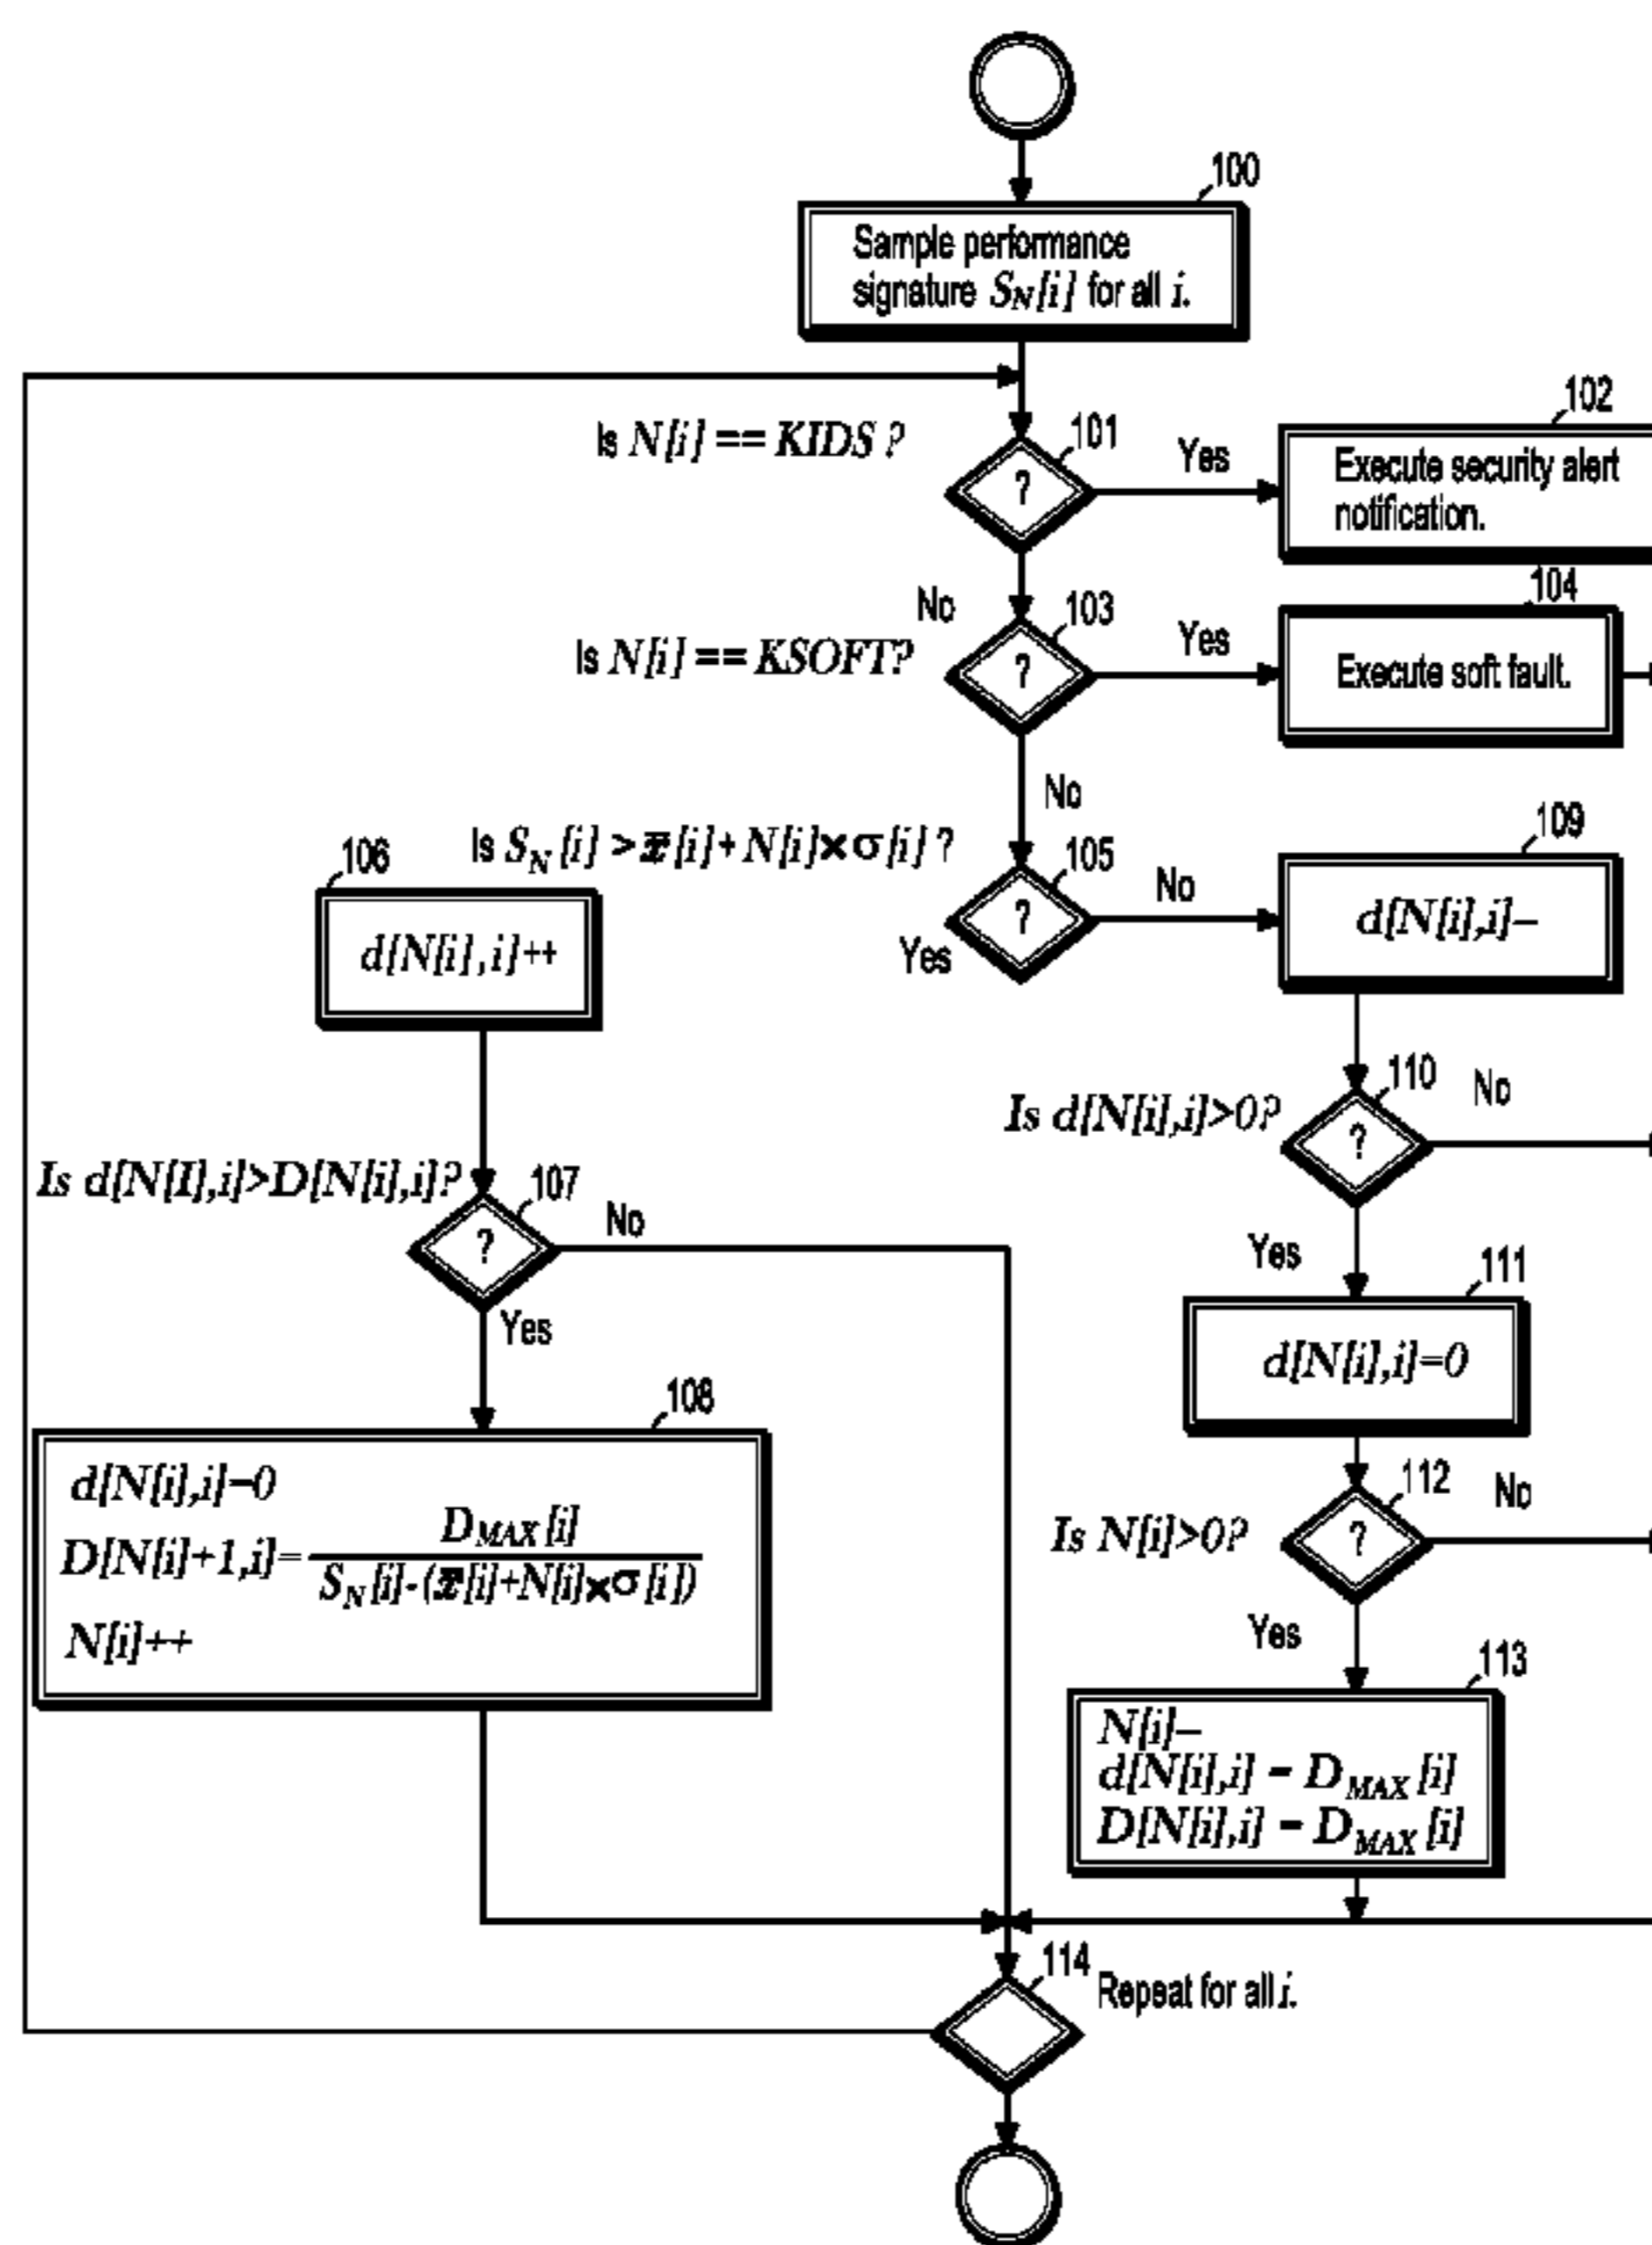 100
Sample performance
signature S_N[i] for all i.
Is N[i] == KIDS ?
101
?
Yes
102
Execute security alert
notification.
No
Is N[i] == KSOFT?
103
?
Yes
104
Execute soft fault.
No
Is S_N[i] > x̄[i]+N[i]×σ[i] ?
105
?
No
Yes
109
d[N[i],i]–
106
d[N[i],i]++
110
Is d[N[i],i]>0?
?
No
Yes
Is d[N[I],i]>D[N[i],i]?
107
?
No
Yes
111
d[N[i],i]=0
108
d[N[i],i]=0
D[N[i]+1,i]= D_MAX[i]
S_N[i]-(x̄[i]+N[i]×σ[i])
N[i]++
112
Is N[i]>0?
?
No
Yes
113
N[i]–
d[N[i],i] = D_MAX[i]
D[N[i],i] = D_MAX[i]
114
Repeat for all i.